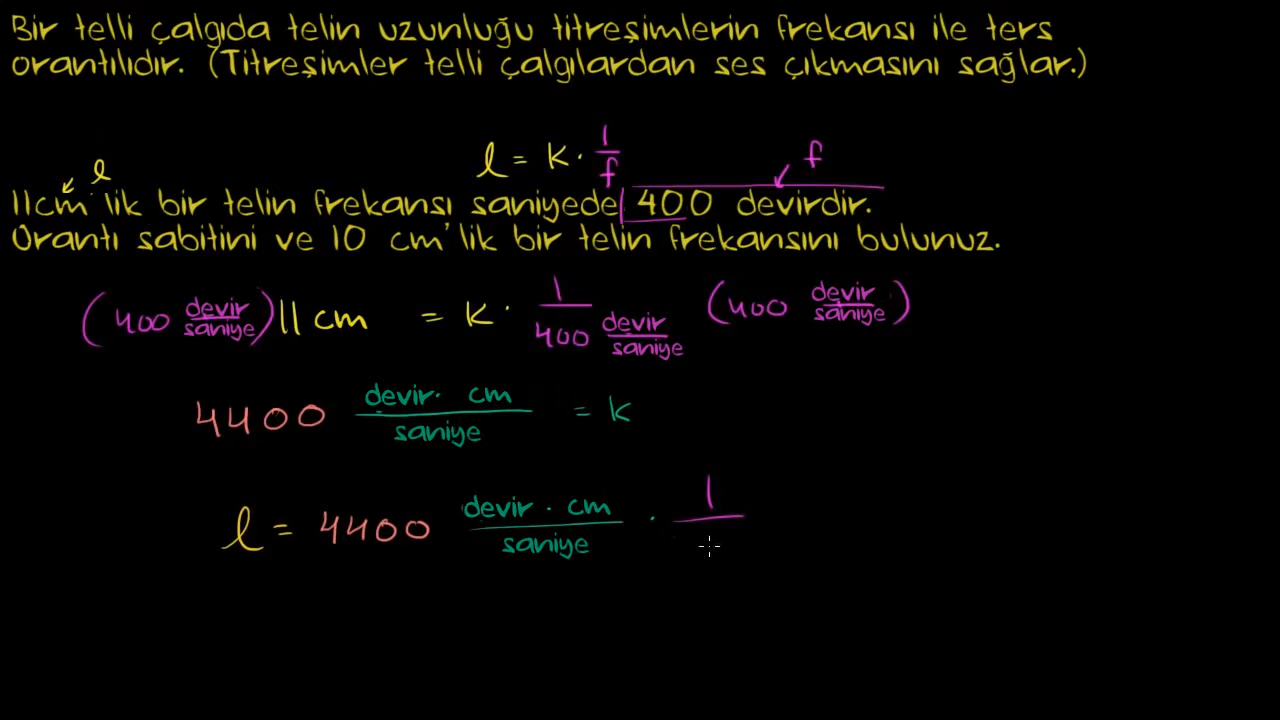 Bir telli çalgıda telin uzunluğu titreşimlerin frekansı ile ters
orantılıdır. (Titreşimler telli çalgılardan ses çıkmasını sağlar.)
l = k · 1/f
l
f
11cm'lik bir telin frekansı saniyede 400 devirdir.
Orantı sabitini ve 10 cm'lik bir telin frekansını bulunuz.
(400 devir/saniye) 11 cm = k · 1/400 devir/saniye (400 devir/saniye)
4400 devir · cm/saniye = k
l = 4400 devir · cm/saniye · 1/